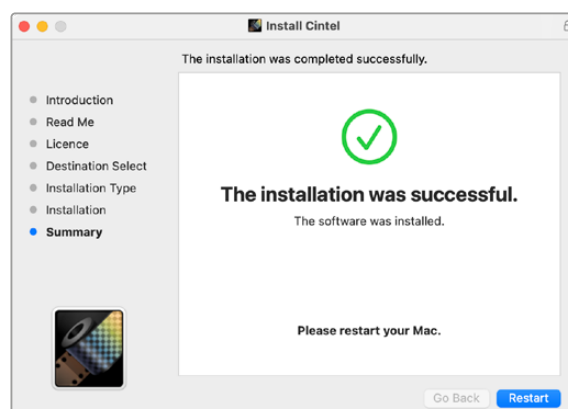 Install Cintel
The installation was completed successfully.
Introduction
Read Me
Licence
Destination Select
Installation Type
Installation
Summary
The installation was successful.
The software was installed.
Please restart your Mac.
Go Back
Restart